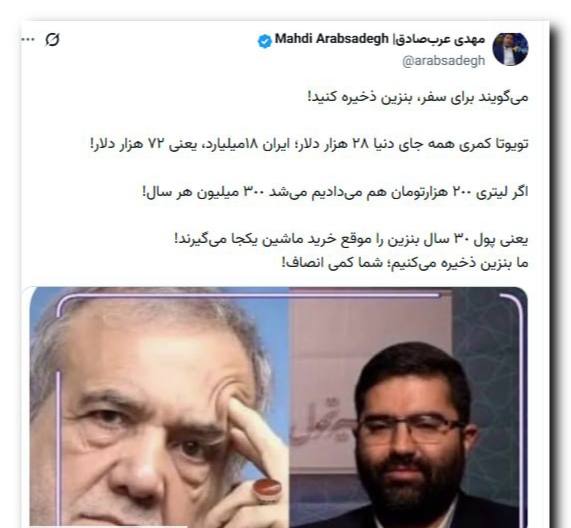 مهدی عرب‌صادق| Mahdi Arabsadegh
@arabsadegh
می‌گویند برای سفر، بنزین ذخیره کنید!
تویوتا کمری همه جای دنیا ۲۸ هزار دلار؛ ایران ۱۸میلیارد، یعنی ۷۲ هزار دلار!
اگر لیتری ۲۰۰ هزارتومان هم می‌دادیم می‌شد ۳۰۰ میلیون هر سال!
یعنی پول ۳۰ سال بنزین را موقع خرید ماشین یکجا می‌گیرند!
ما بنزین ذخیره می‌کنیم؛ شما کمی انصاف!